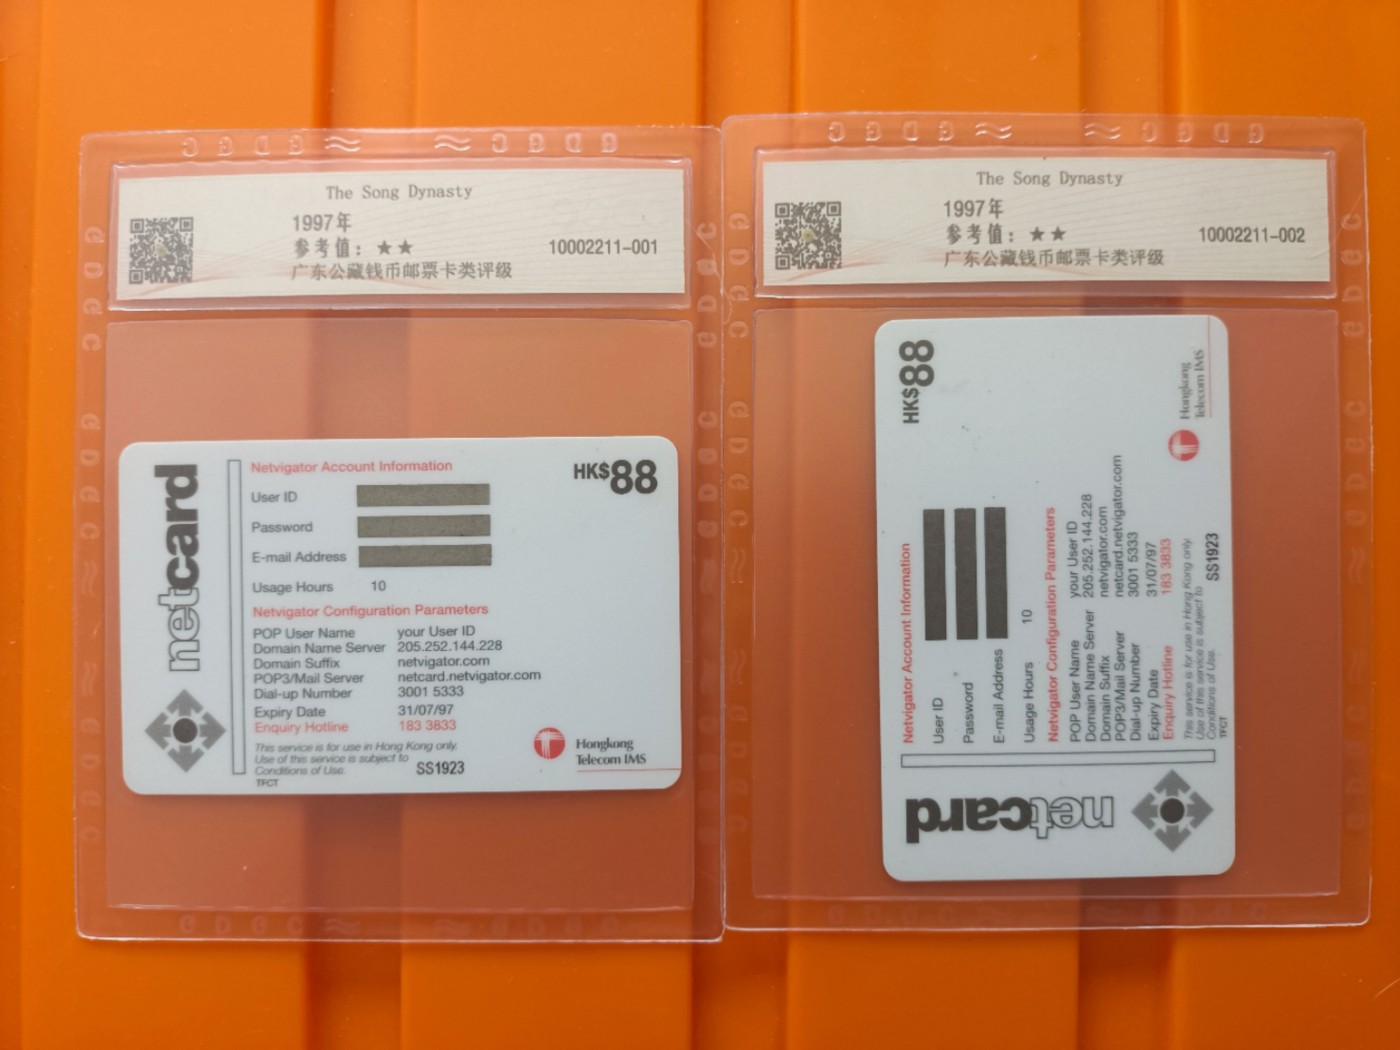 GDGC GDGC
The Song Dynasty
1997年
参考值：★★
10002211-001
广东公藏钱币邮票卡类评级
netcard
Netvigator Account Information
HK$88
User ID
Password
E-mail Address
Usage Hours 10
Netvigator Configuration Parameters
POP User Name your User ID
Domain Name Server 205.252.144.228
Domain Suffix netvigator.com
POP3/Mail Server netcard.netvigator.com
Dial-up Number 3001 5333
Expiry Date 31/07/97
Enquiry Hotline 183 3833
This service is for use in Hong Kong only.
Use of this service is subject to
Conditions of Use.
SS1923
TFCT
Hongkong
Telecom IMS
GDGC GDGC
The Song Dynasty
1997年
参考值：★★
10002211-002
广东公藏钱币邮票卡类评级
HK$88
Netvigator Account Information
User ID
Password
E-mail Address
Usage Hours 10
Netvigator Configuration Parameters
POP User Name your User ID
Domain Name Server 205.252.144.228
Domain Suffix netvigator.com
POP3/Mail Server netcard.netvigator.com
Dial-up Number 3001 5333
Expiry Date 31/07/97
Enquiry Hotline 183 3833
This service is for use in Hong Kong only.
Use of this service is subject to
Conditions of Use.
SS1923
TFCT
Hongkong
Telecom IMS
netcard